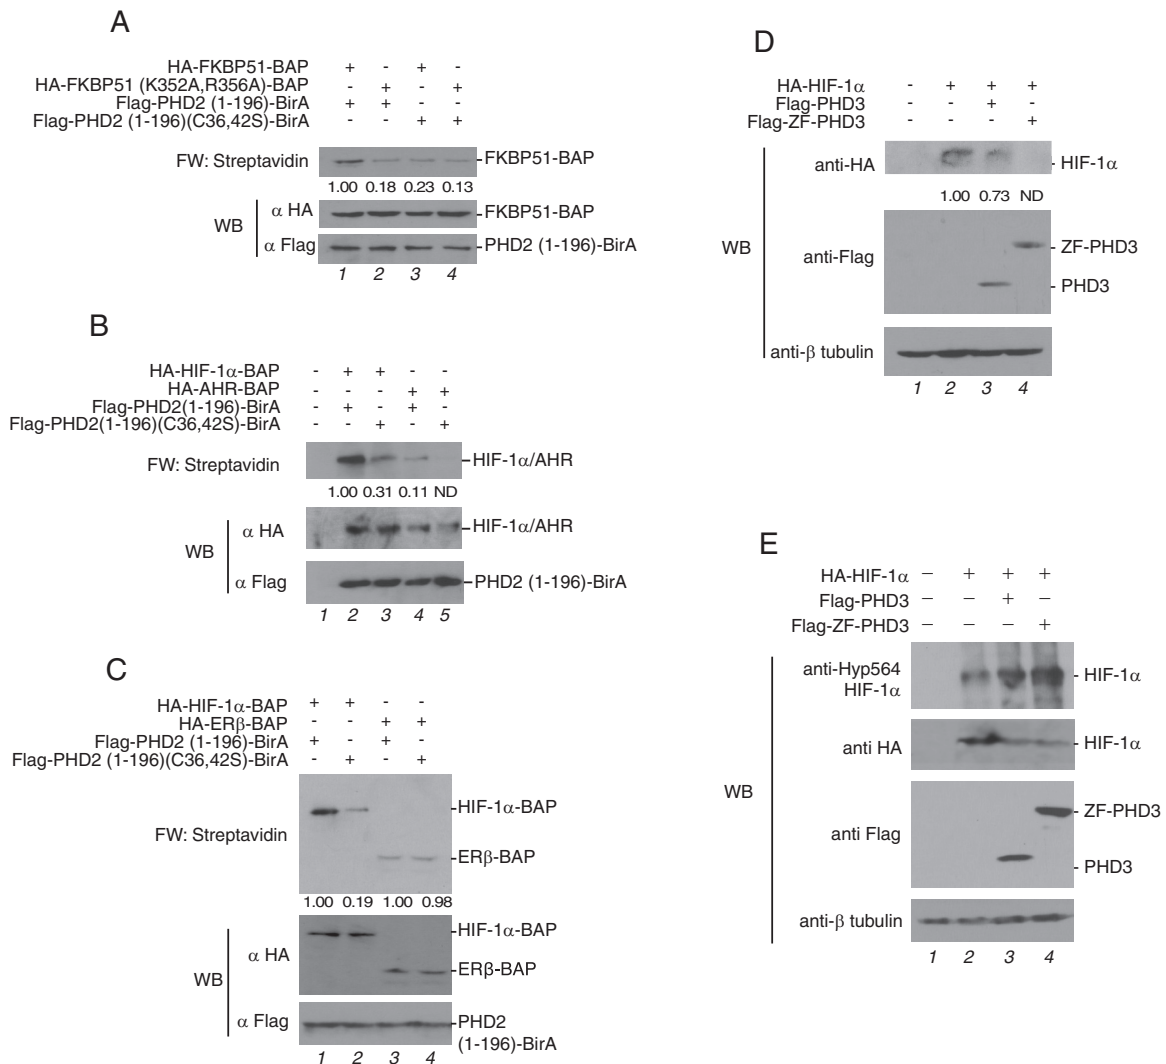 A
HA-FKBP51-BAP + - + -
HA-FKBP51 (K352A,R356A)-BAP - + - +
Flag-PHD2 (1-196)-BirA + + - -
Flag-PHD2 (1-196)(C36,42S)-BirA - - + +
FW: Streptavidin FKBP51-BAP
1.00 0.18 0.23 0.13
WB α HA FKBP51-BAP
α Flag PHD2 (1-196)-BirA
1 2 3 4
B
HA-HIF-1α-BAP - + + - -
HA-AHR-BAP - - - + +
Flag-PHD2(1-196)-BirA - + - + -
Flag-PHD2(1-196)(C36,42S)-BirA - - + - +
FW: Streptavidin HIF-1α/AHR
1.00 0.31 0.11 ND
WB α HA HIF-1α/AHR
α Flag PHD2 (1-196)-BirA
1 2 3 4 5
C
HA-HIF-1α-BAP + + - -
HA-ERβ-BAP - - + +
Flag-PHD2 (1-196)-BirA + - + -
Flag-PHD2 (1-196)(C36,42S)-BirA - + - +
HIF-1α-BAP
FW: Streptavidin
ERβ-BAP
1.00 0.19 1.00 0.98
HIF-1α-BAP
α HA
WB ERβ-BAP
α Flag PHD2
(1-196)-BirA
1 2 3 4
D
HA-HIF-1α - + + +
Flag-PHD3 - - + -
Flag-ZF-PHD3 - - - +
anti-HA HIF-1α
1.00 0.73 ND
WB anti-Flag ZF-PHD3
PHD3
anti-β tubulin
1 2 3 4
E
HA-HIF-1α – + + +
Flag-PHD3 – – + –
Flag-ZF-PHD3 – – – +
anti-Hyp564
HIF-1α HIF-1α
anti HA HIF-1α
WB
ZF-PHD3
anti Flag
PHD3
anti-β tubulin
1 2 3 4